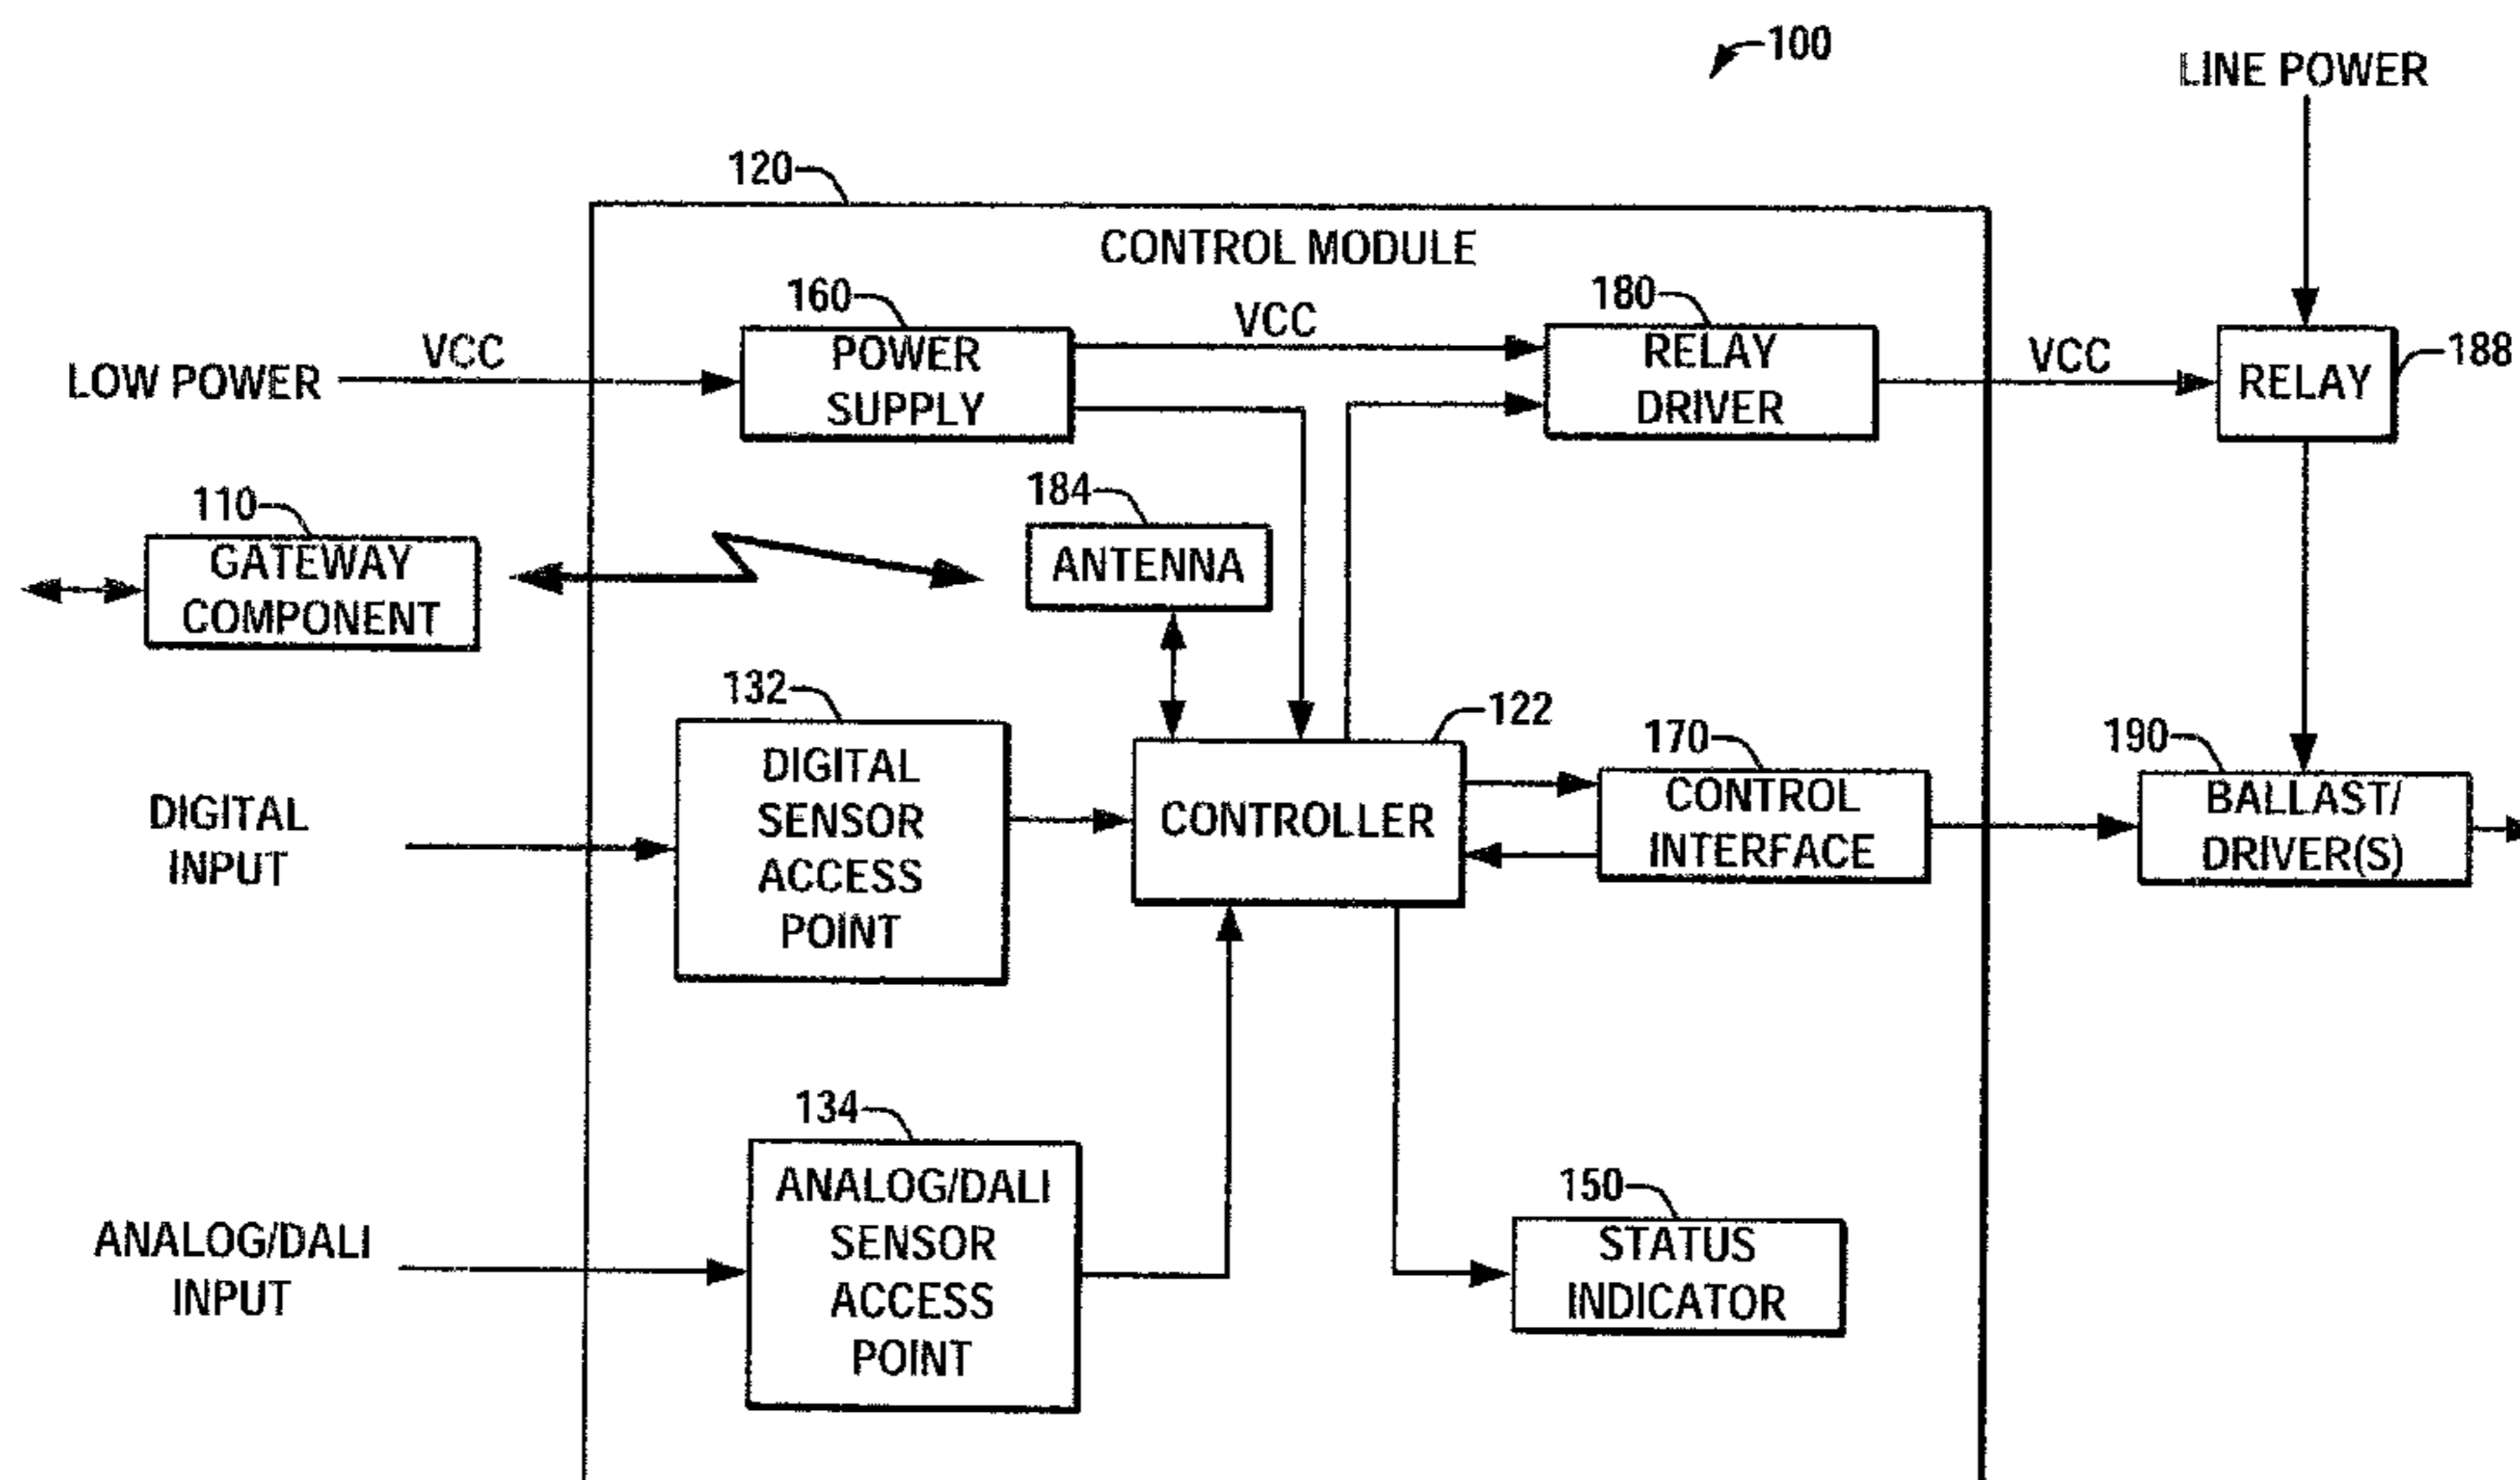 100
LINE POWER
120
CONTROL MODULE
160
VCC
180
POWER
SUPPLY
RELAY
DRIVER
LOW POWER
VCC
VCC
RELAY
188
184
ANTENNA
110
GATEWAY
COMPONENT
132
DIGITAL
SENSOR
ACCESS
POINT
122
CONTROLLER
170
CONTROL
INTERFACE
190
BALLAST/
DRIVER(S)
DIGITAL
INPUT
134
ANALOG/DALI
SENSOR
ACCESS
POINT
150
STATUS
INDICATOR
ANALOG/DALI
INPUT